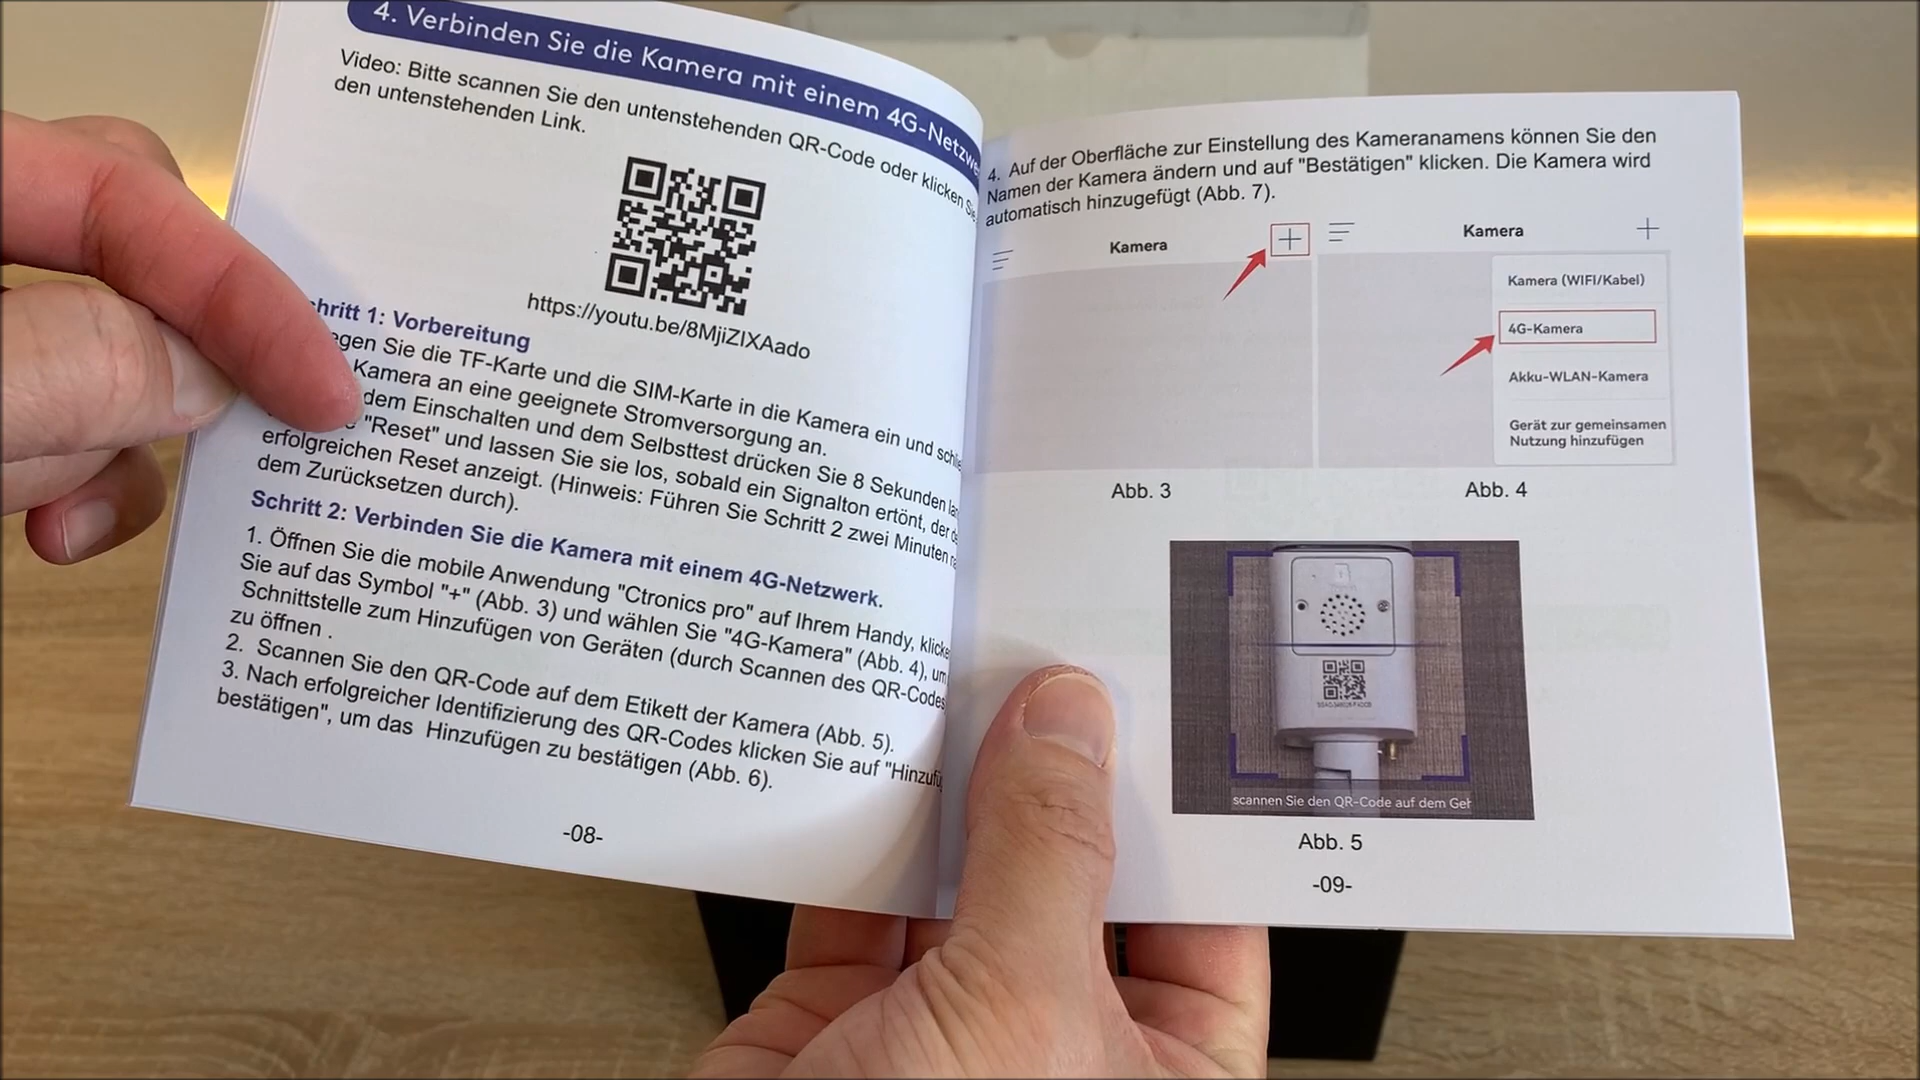 4. Verbinden Sie die Kamera mit einem 4G-Netzwe
Video: Bitte scannen Sie den untenstehenden QR-Code oder klicken Sie
den untenstehenden Link.
https://youtu.be/8MjiZIXAado
chritt 1: Vorbereitung
egen Sie die TF-Karte und die SIM-Karte in die Kamera ein und schli
Kamera an eine geeignete Stromversorgung an.
dem Einschalten und dem Selbsttest drücken Sie 8 Sekunden la
"Reset" und lassen Sie sie los, sobald ein Signalton ertönt, der d
erfolgreichen Reset anzeigt. (Hinweis: Führen Sie Schritt 2 zwei Minuten na
dem Zurücksetzen durch).
Schritt 2: Verbinden Sie die Kamera mit einem 4G-Netzwerk.
1. Öffnen Sie die mobile Anwendung "Ctronics pro" auf Ihrem Handy, klicke
Sie auf das Symbol "+" (Abb. 3) und wählen Sie "4G-Kamera" (Abb. 4), um
Schnittstelle zum Hinzufügen von Geräten (durch Scannen des QR-Codes
zu öffnen .
2. Scannen Sie den QR-Code auf dem Etikett der Kamera (Abb. 5).
3. Nach erfolgreicher Identifizierung des QR-Codes klicken Sie auf "Hinzufü
bestätigen", um das Hinzufügen zu bestätigen (Abb. 6).
-08-
4. Auf der Oberfläche zur Einstellung des Kameranamens können Sie den
Namen der Kamera ändern und auf "Bestätigen" klicken. Die Kamera wird
automatisch hinzugefügt (Abb. 7).
Kamera
Kamera
Kamera (WIFI/Kabel)
4G-Kamera
Akku-WLAN-Kamera
Gerät zur gemeinsamen
Nutzung hinzufügen
Abb. 3
Abb. 4
scannen Sie den QR-Code auf dem Ger
Abb. 5
-09-